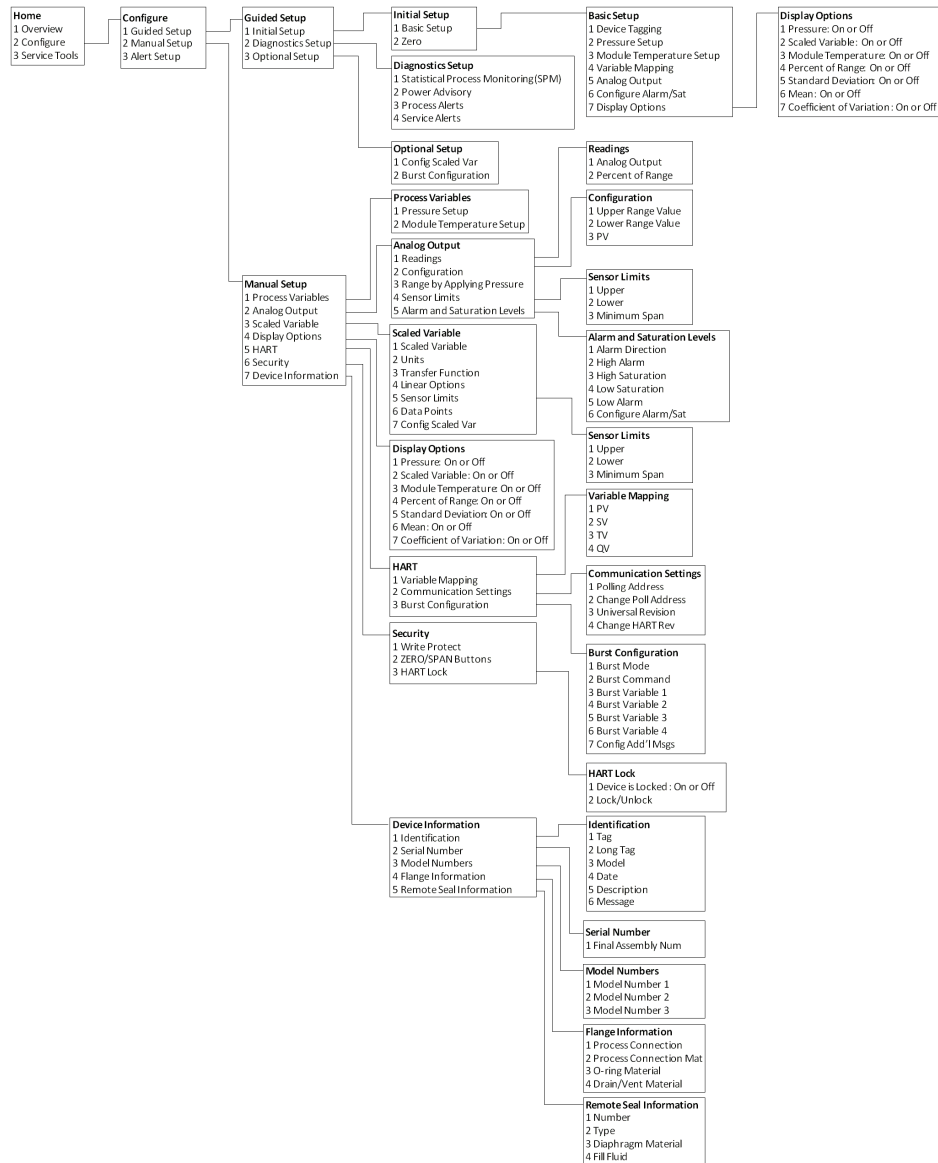 Home
1 Overview
2 Configure
3 Service Tools
Configure
1 Guided Setup
2 Manual Setup
3 Alert Setup
Guided Setup
1 Initial Setup
2 Diagnostics Setup
3 Optional Setup
Initial Setup
1 Basic Setup
2 Zero
Basic Setup
1 Device Tagging
2 Pressure Setup
3 Module Temperature Setup
4 Variable Mapping
5 Analog Output
6 Configure Alarm/Sat
7 Display Options
Display Options
1 Pressure: On or Off
2 Scaled Variable: On or Off
3 Module Temperature: On or Off
4 Percent of Range: On or Off
5 Standard Deviation: On or Off
6 Mean: On or Off
7 Coefficient of Variation : On or Off
Diagnostics Setup
1 Statistical Process Monitoring (SPM)
2 Power Advisory
3 Process Alerts
4 Service Alerts
Optional Setup
1 Config Scaled Var
2 Burst Configuration
Readings
1 Analog Output
2 Percent of Range
Process Variables
1 Pressure Setup
2 Module Temperature Setup
Configuration
1 Upper Range Value
2 Lower Range Value
3 PV
Analog Output
1 Readings
2 Configuration
3 Range by Applying Pressure
4 Sensor Limits
5 Alarm and Saturation Levels
Manual Setup
1 Process Variables
2 Analog Output
3 Scaled Variable
4 Display Options
5 HART
6 Security
7 Device Information
Sensor Limits
1 Upper
2 Lower
3 Minimum Span
Scaled Variable
1 Scaled Variable
2 Units
3 Transfer Function
4 Linear Options
5 Sensor Limits
6 Data Points
7 Config Scaled Var
Alarm and Saturation Levels
1 Alarm Direction
2 High Alarm
3 High Saturation
4 Low Saturation
5 Low Alarm
6 Configure Alarm/Sat
Sensor Limits
1 Upper
2 Lower
3 Minimum Span
Display Options
1 Pressure: On or Off
2 Scaled Variable : On or Off
3 Module Temperature: On or Off
4 Percent of Range: On or Off
5 Standard Deviation: On or Off
6 Mean: On or Off
7 Coefficient of Variation: On or Off
Variable Mapping
1 PV
2 SV
3 TV
4 QV
HART
1 Variable Mapping
2 Communication Settings
3 Burst Configuration
Communication Settings
1 Polling Address
2 Change Poll Address
3 Universal Revision
4 Change HART Rev
Security
1 Write Protect
2 ZERO/SPAN Buttons
3 HART Lock
Burst Configuration
1 Burst Mode
2 Burst Command
3 Burst Variable 1
4 Burst Variable 2
5 Burst Variable 3
6 Burst Variable 4
7 Config Add'l Msgs
HART Lock
1 Device is Locked : On or Off
2 Lock/Unlock
Device Information
1 Identification
2 Serial Number
3 Model Numbers
4 Flange Information
5 Remote Seal Information
Identification
1 Tag
2 Long Tag
3 Model
4 Date
5 Description
6 Message
Serial Number
1 Final Assembly Num
Model Numbers
1 Model Number 1
2 Model Number 2
3 Model Number 3
Flange Information
1 Process Connection
2 Process Connection Mat
3 O-ring Material
4 Drain/Vent Material
Remote Seal Information
1 Number
2 Type
3 Diaphragm Material
4 Fill Fluid